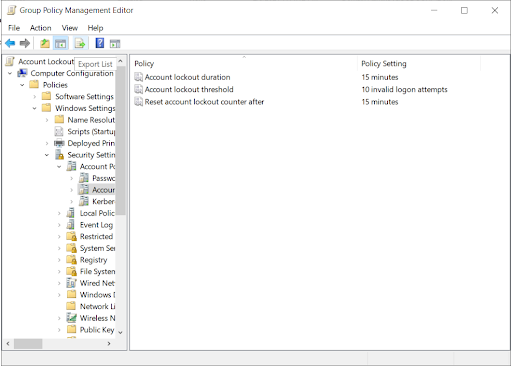 Group Policy Management Editor
File Action View Help
Account Lockout
Export List
Computer Configuration
Policies
Software Settings
Windows Settings
Name Resolut
Scripts (Startup
Deployed Prin
Security Settin
Account Po
Passwo
Accour
Kerber
Local Polic
Event Log
Restricted
System Se
Registry
File System
Wired Net
Windows D
Network Li
Wireless N
Public Key
Policy Policy Setting
Account lockout duration 15 minutes
Account lockout threshold 10 invalid logon attempts
Reset account lockout counter after 15 minutes